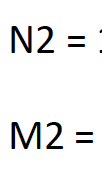 N2 =
M2 =